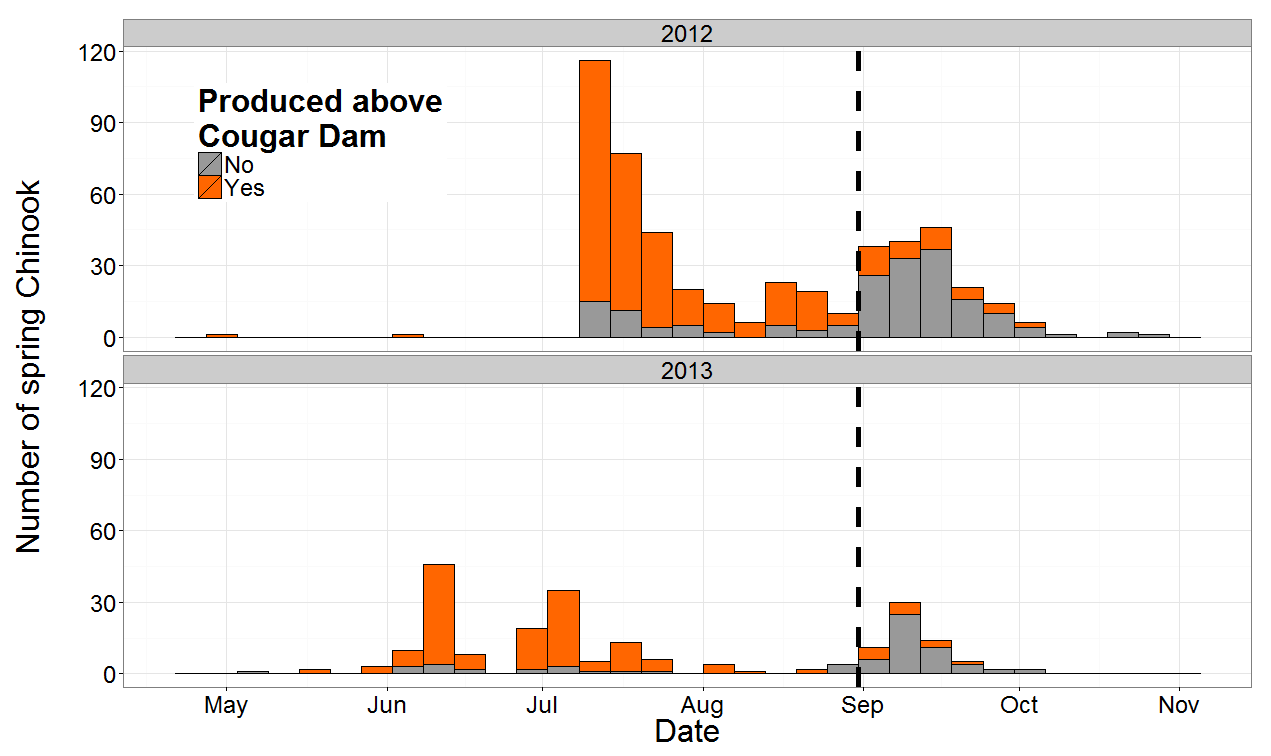 2012
120
90
60
30
0
Produced above
Cougar Dam
No
Yes
Number of spring Chinook
2013
120
90
60
30
0
May Jun Jul Aug Sep Oct Nov
Date